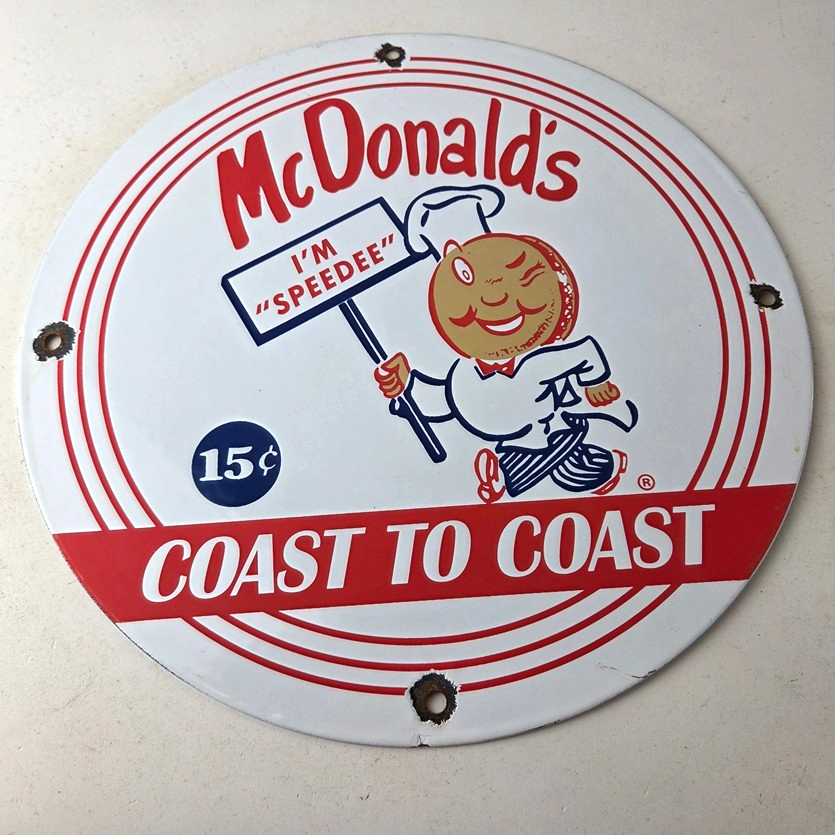 McDonald's
I'M
"SPEEDEE"
15¢
®
COAST TO COAST